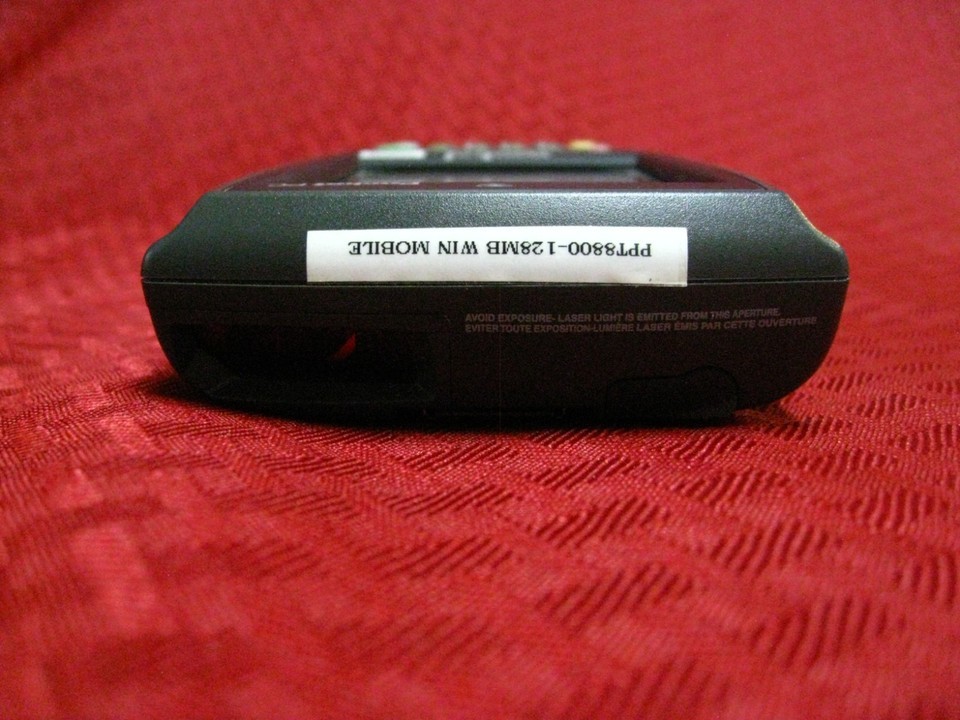 PPT8800-128MB WIN MOBILE
AVOID EXPOSURE- LASER LIGHT IS EMITTED FROM THIS APERTURE.
EVITER TOUTE EXPOSITION-LUMIÈRE LASER EMIS PAR CETTE OUVERTURE